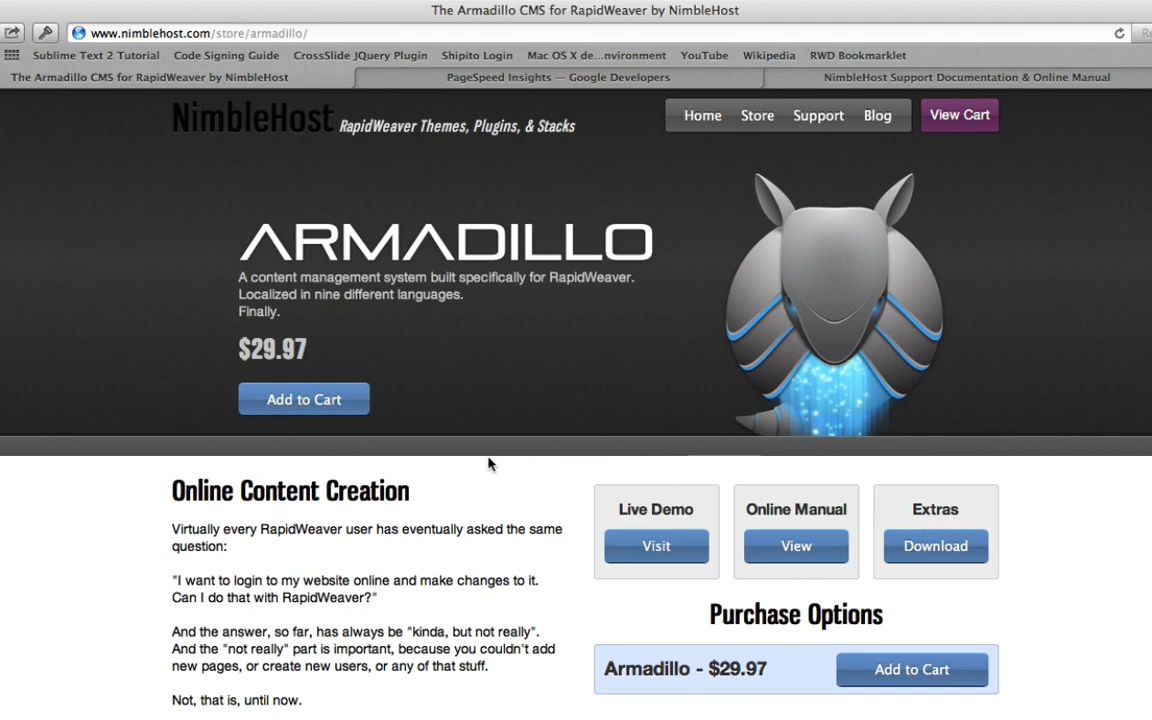 The Armadillo CMS for RapidWeaver by NimbleHost
www.nimblehost.com/store/armadillo/
Sublime Text 2 Tutorial Code Signing Guide CrossSlide JQuery Plugin Shipito Login Mac OS X de...nvironment YouTube Wikipedia RWD Bookmarklet
The Armadillo CMS for RapidWeaver by NimbleHost PageSpeed Insights — Google Developers NimbleHost Support Documentation & Online Manual
NimbleHost RapidWeaver Themes, Plugins, & Stacks Home Store Support Blog View Cart
ARMADILLO
A content management system built specifically for RapidWeaver.
Localized in nine different languages.
Finally.
$29.97
Add to Cart
Online Content Creation
Virtually every RapidWeaver user has eventually asked the same
question:
"I want to login to my website online and make changes to it.
Can I do that with RapidWeaver?"
And the answer, so far, has always be "kinda, but not really".
And the "not really" part is important, because you couldn't add
new pages, or create new users, or any of that stuff.
Not, that is, until now.
Live Demo
Visit
Online Manual
View
Extras
Download
Purchase Options
Armadillo - $29.97 Add to Cart